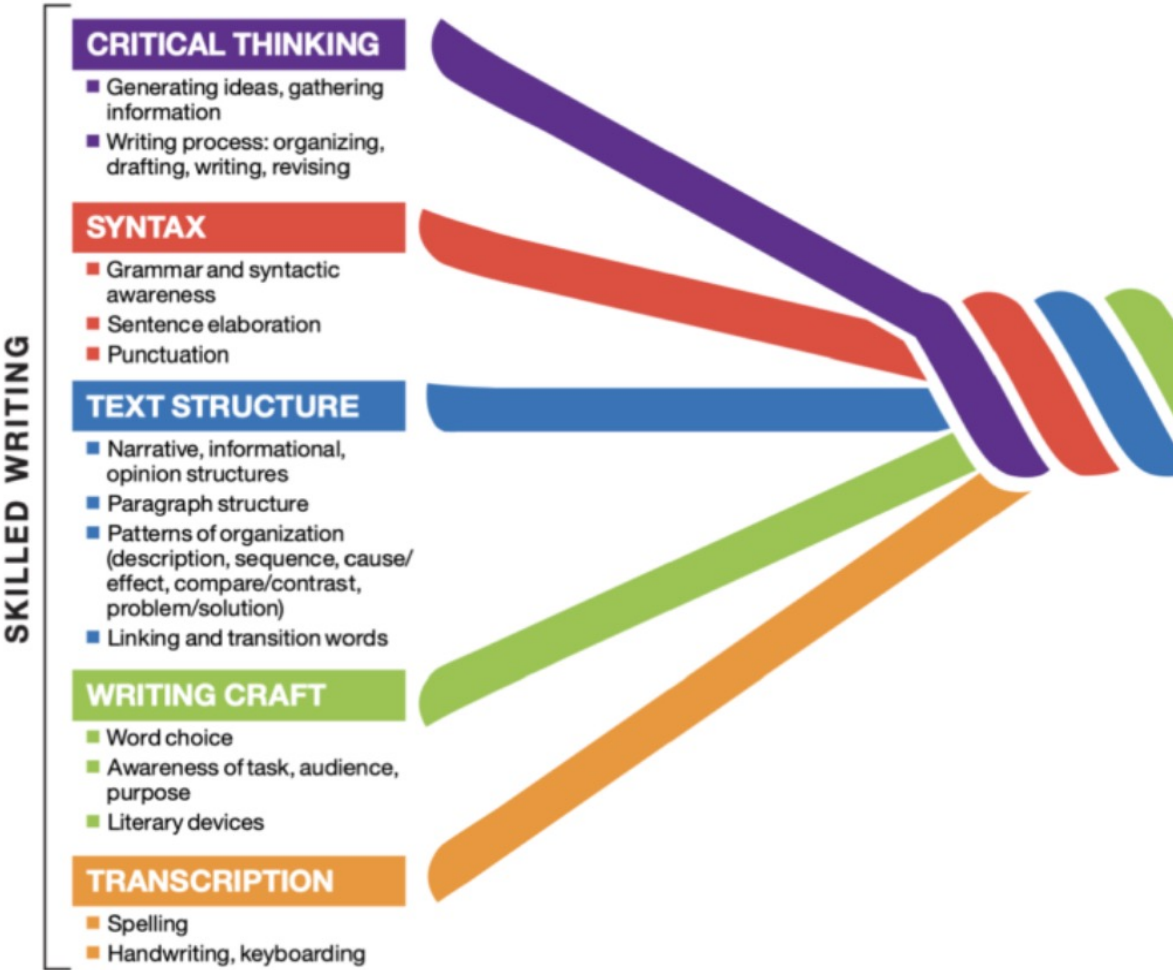 SKILLED WRITING
CRITICAL THINKING
Generating ideas, gathering
information
Writing process: organizing,
drafting, writing, revising
SYNTAX
Grammar and syntactic
awareness
Sentence elaboration
Punctuation
TEXT STRUCTURE
Narrative, informational,
opinion structures
Paragraph structure
Patterns of organization
(description, sequence, cause/
effect, compare/contrast,
problem/solution)
Linking and transition words
WRITING CRAFT
Word choice
Awareness of task, audience,
purpose
Literary devices
TRANSCRIPTION
Spelling
Handwriting, keyboarding